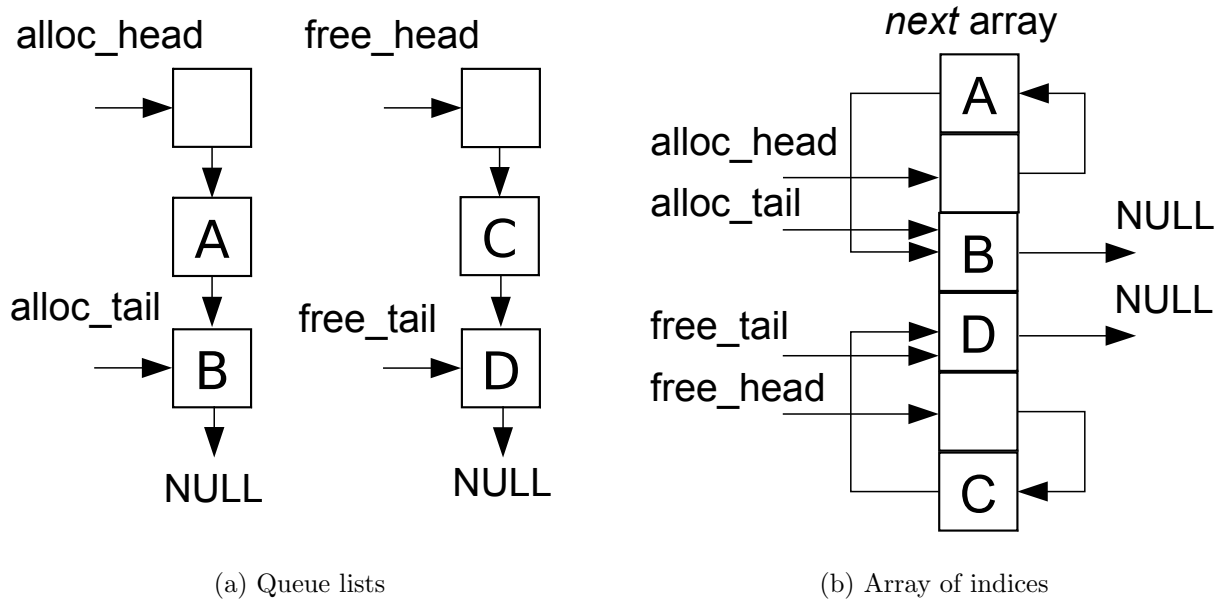 alloc_head
free_head
A
C
alloc_tail
free_tail
B
D
NULL
NULL
(a) Queue lists
next array
A
alloc_head
alloc_tail
B
NULL
NULL
free_tail
D
free_head
C
(b) Array of indices